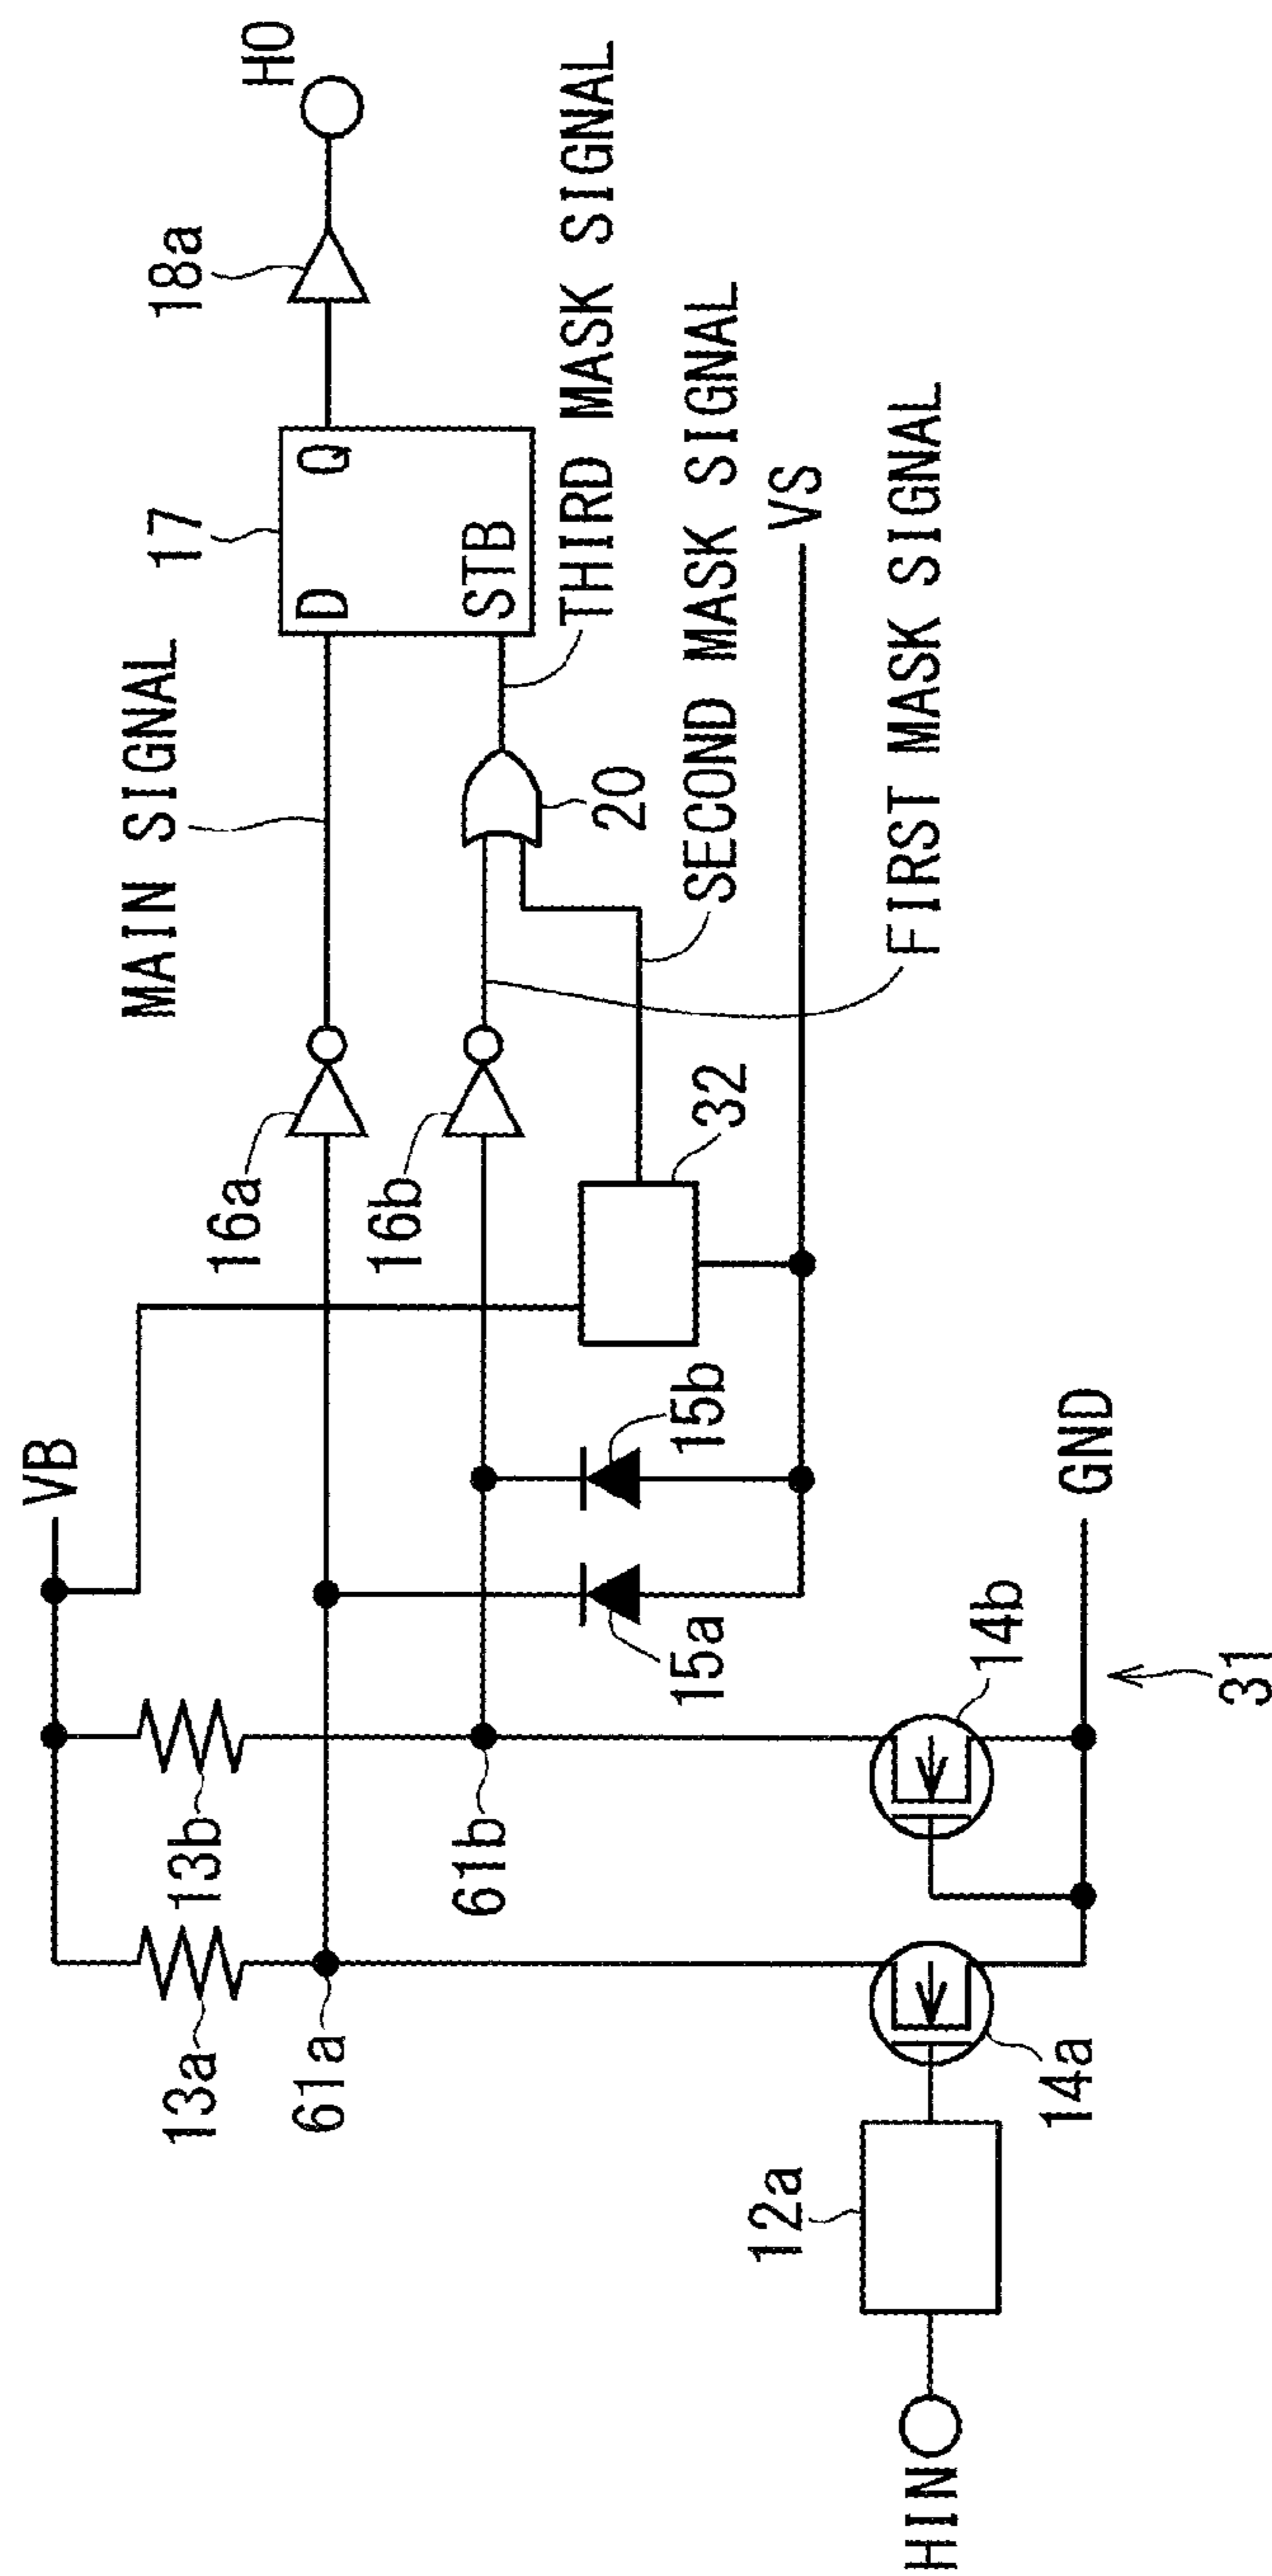 VB
13a
13b
61a
61b
16a
16b
MAIN SIGNAL
17
D
Q
STB
18a
HO
THIRD MASK SIGNAL
20
SECOND MASK SIGNAL
VS
FIRST MASK SIGNAL
32
15a
15b
GND
HIN
12a
14a
14b
31